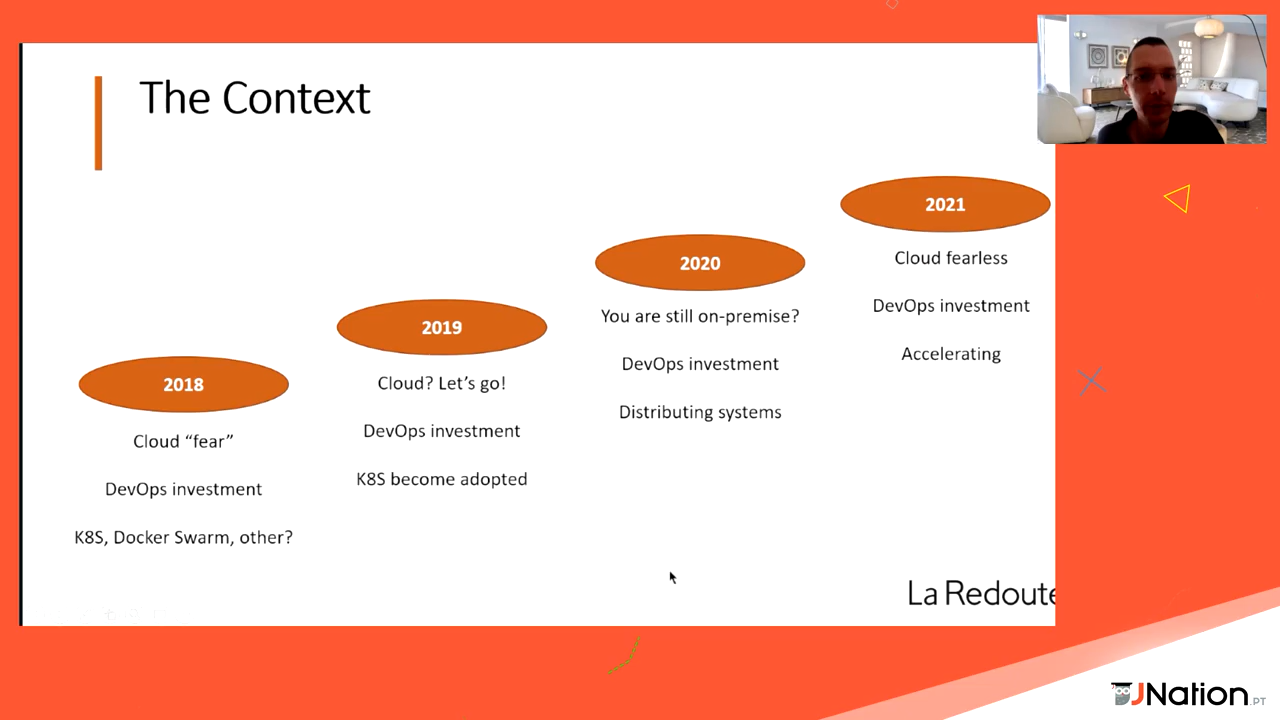 The Context
2018
Cloud “fear”
DevOps investment
K8S, Docker Swarm, other?
2019
Cloud? Let’s go!
DevOps investment
K8S become adopted
2020
You are still on-premise?
DevOps investment
Distributing systems
2021
Cloud fearless
DevOps investment
Accelerating
La Redoute
JNation.PT